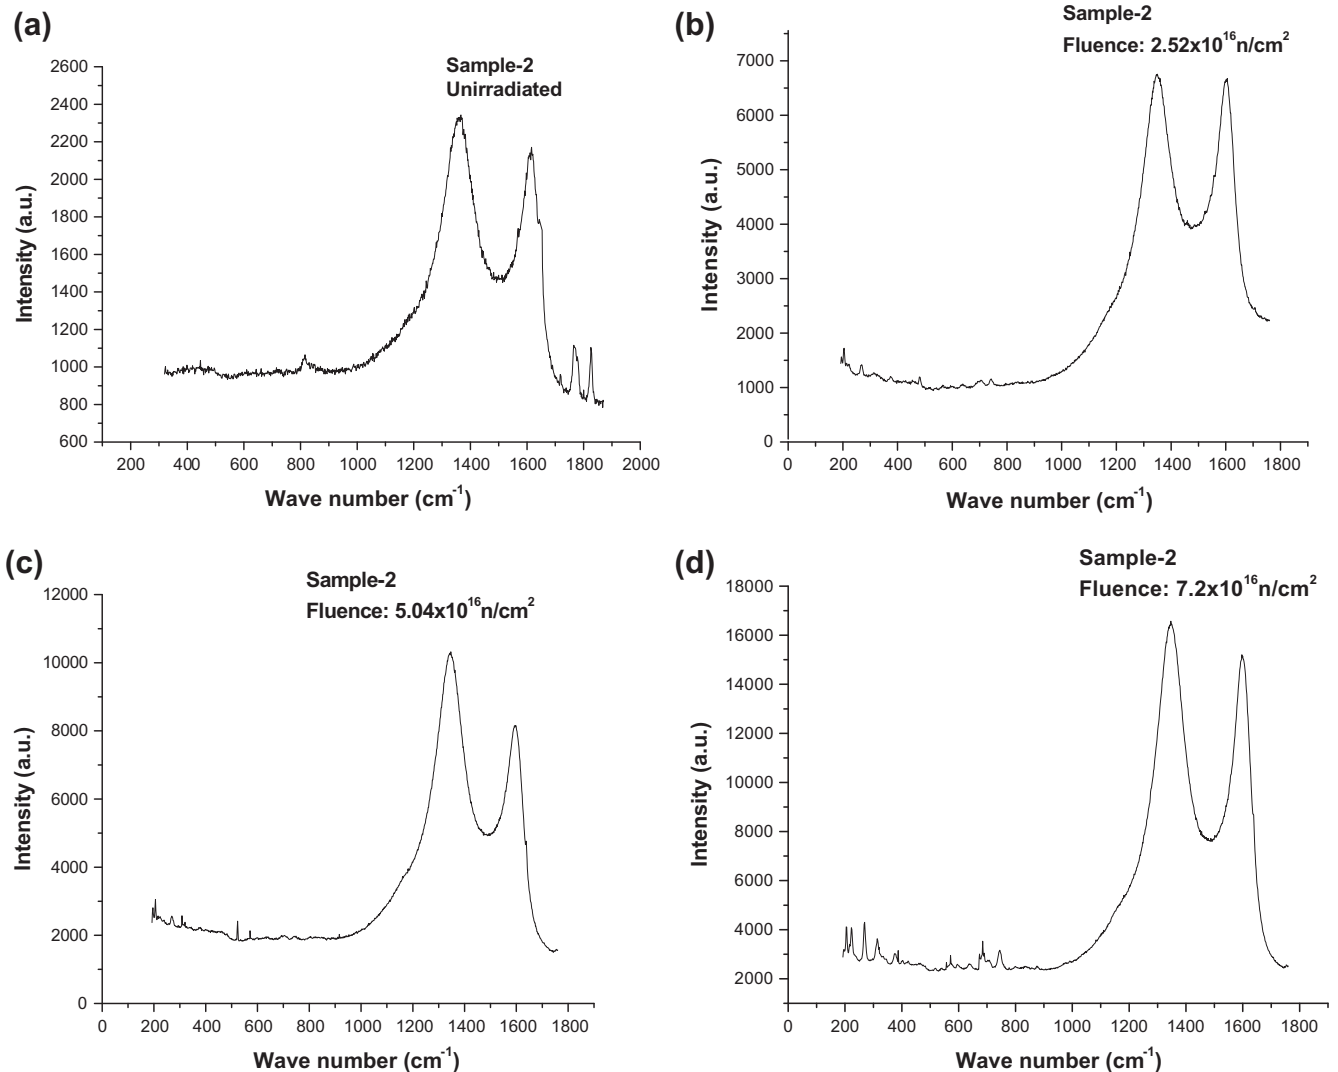 (a)
Sample-2
Unirradiated
2600
2400
2200
2000
1800
1600
1400
1200
1000
800
600
Intensity (a.u.)
200 400 600 800 1000 1200 1400 1600 1800 2000
Wave number (cm⁻¹)
(b)
Sample-2
Fluence: 2.52x10¹⁶n/cm²
7000
6000
5000
4000
3000
2000
1000
0
Intensity (a.u.)
0 200 400 600 800 1000 1200 1400 1600 1800
Wave number (cm⁻¹)
(c)
Sample-2
Fluence: 5.04x10¹⁶n/cm²
12000
10000
8000
6000
4000
2000
0
Intensity (a.u.)
0 200 400 600 800 1000 1200 1400 1600 1800
Wave number (cm⁻¹)
(d)
Sample-2
Fluence: 7.2x10¹⁶n/cm²
18000
16000
14000
12000
10000
8000
6000
4000
2000
Intensity (a.u.)
0 200 400 600 800 1000 1200 1400 1600 1800
Wave number (cm⁻¹)